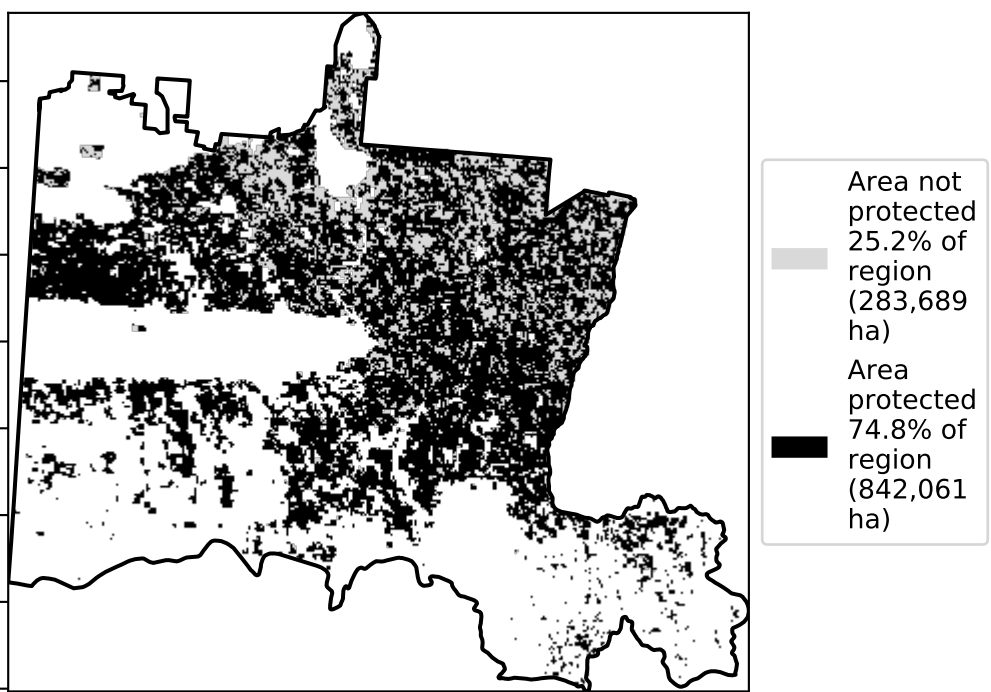 Area not
protected
25.2% of
region
(283,689
ha)
Area
protected
74.8% of
region
(842,061
ha)